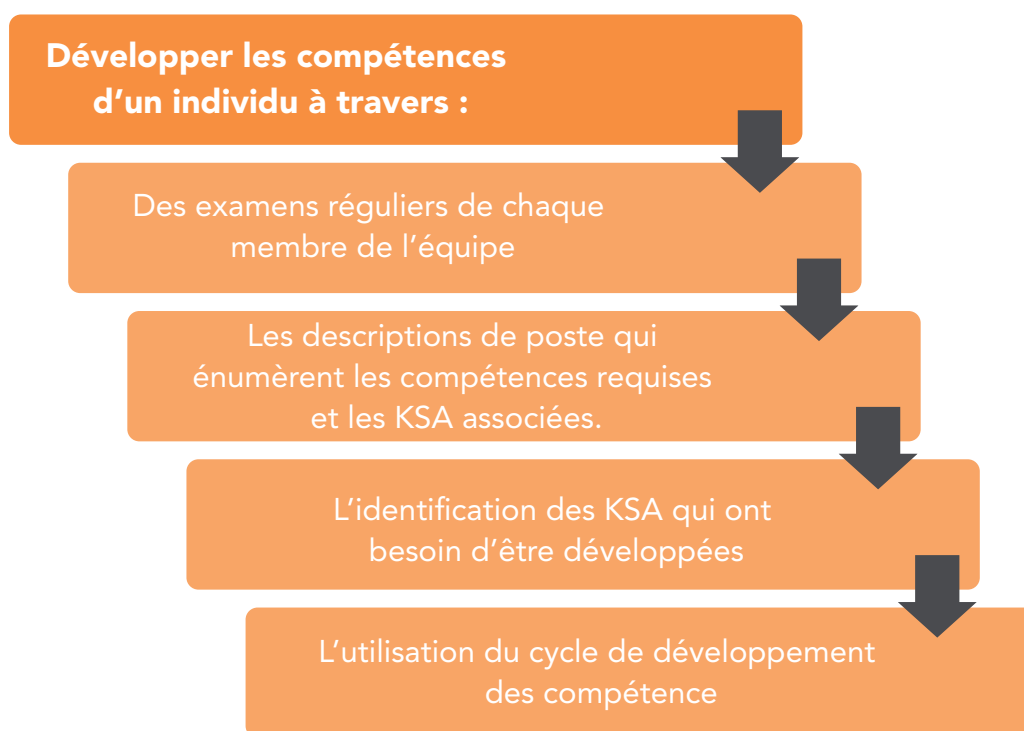 Développer les compétences
d’un individu à travers :
Des examens réguliers de chaque
membre de l’équipe
Les descriptions de poste qui
énumèrent les compétences requises
et les KSA associées.
L’identification des KSA qui ont
besoin d’être développées
L’utilisation du cycle de développement
des compétence